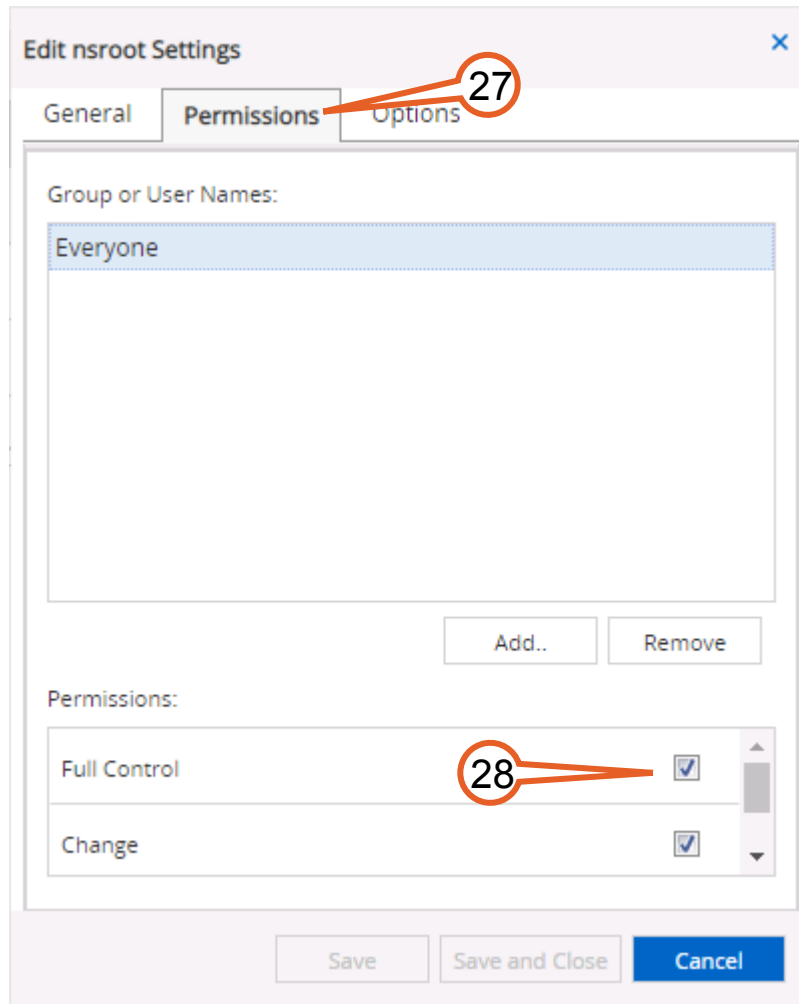 Edit nsroot Settings
×
27
General Permissions Options
Group or User Names:
Everyone
Add.. Remove
Permissions:
Full Control 28
Change
Save Save and Close Cancel